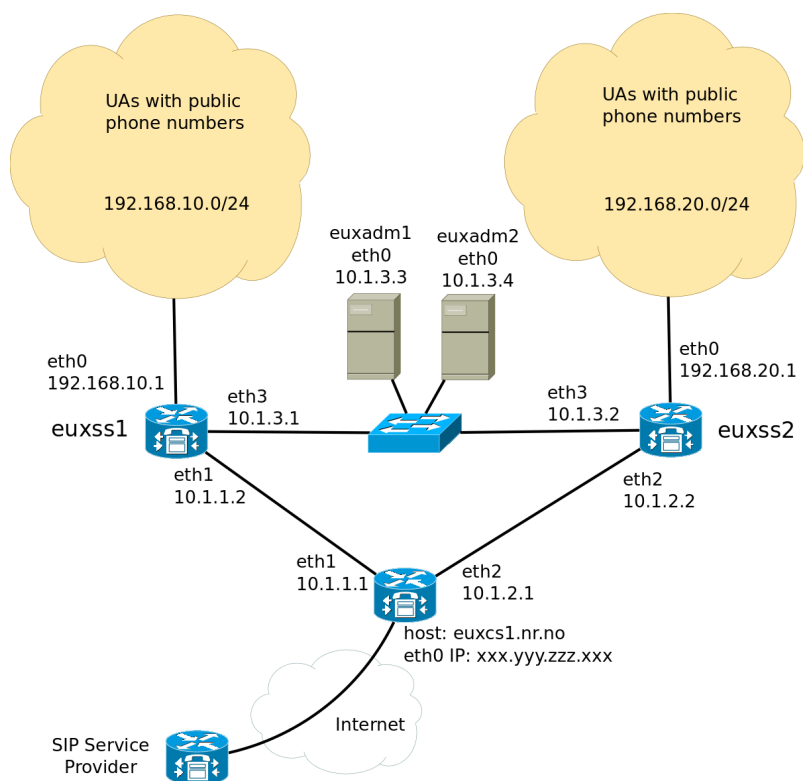 UAs with public
phone numbers
192.168.10.0/24
UAs with public
phone numbers
192.168.20.0/24
euxadm1
eth0
10.1.3.3
euxadm2
eth0
10.1.3.4
eth0
192.168.10.1
eth0
192.168.20.1
euxss1
eth3
10.1.3.1
eth3
10.1.3.2
euxss2
eth1
10.1.1.2
eth2
10.1.2.2
eth1
10.1.1.1
eth2
10.1.2.1
host: euxcs1.nr.no
eth0 IP: xxx.yyy.zzz.xxx
Internet
SIP Service
Provider